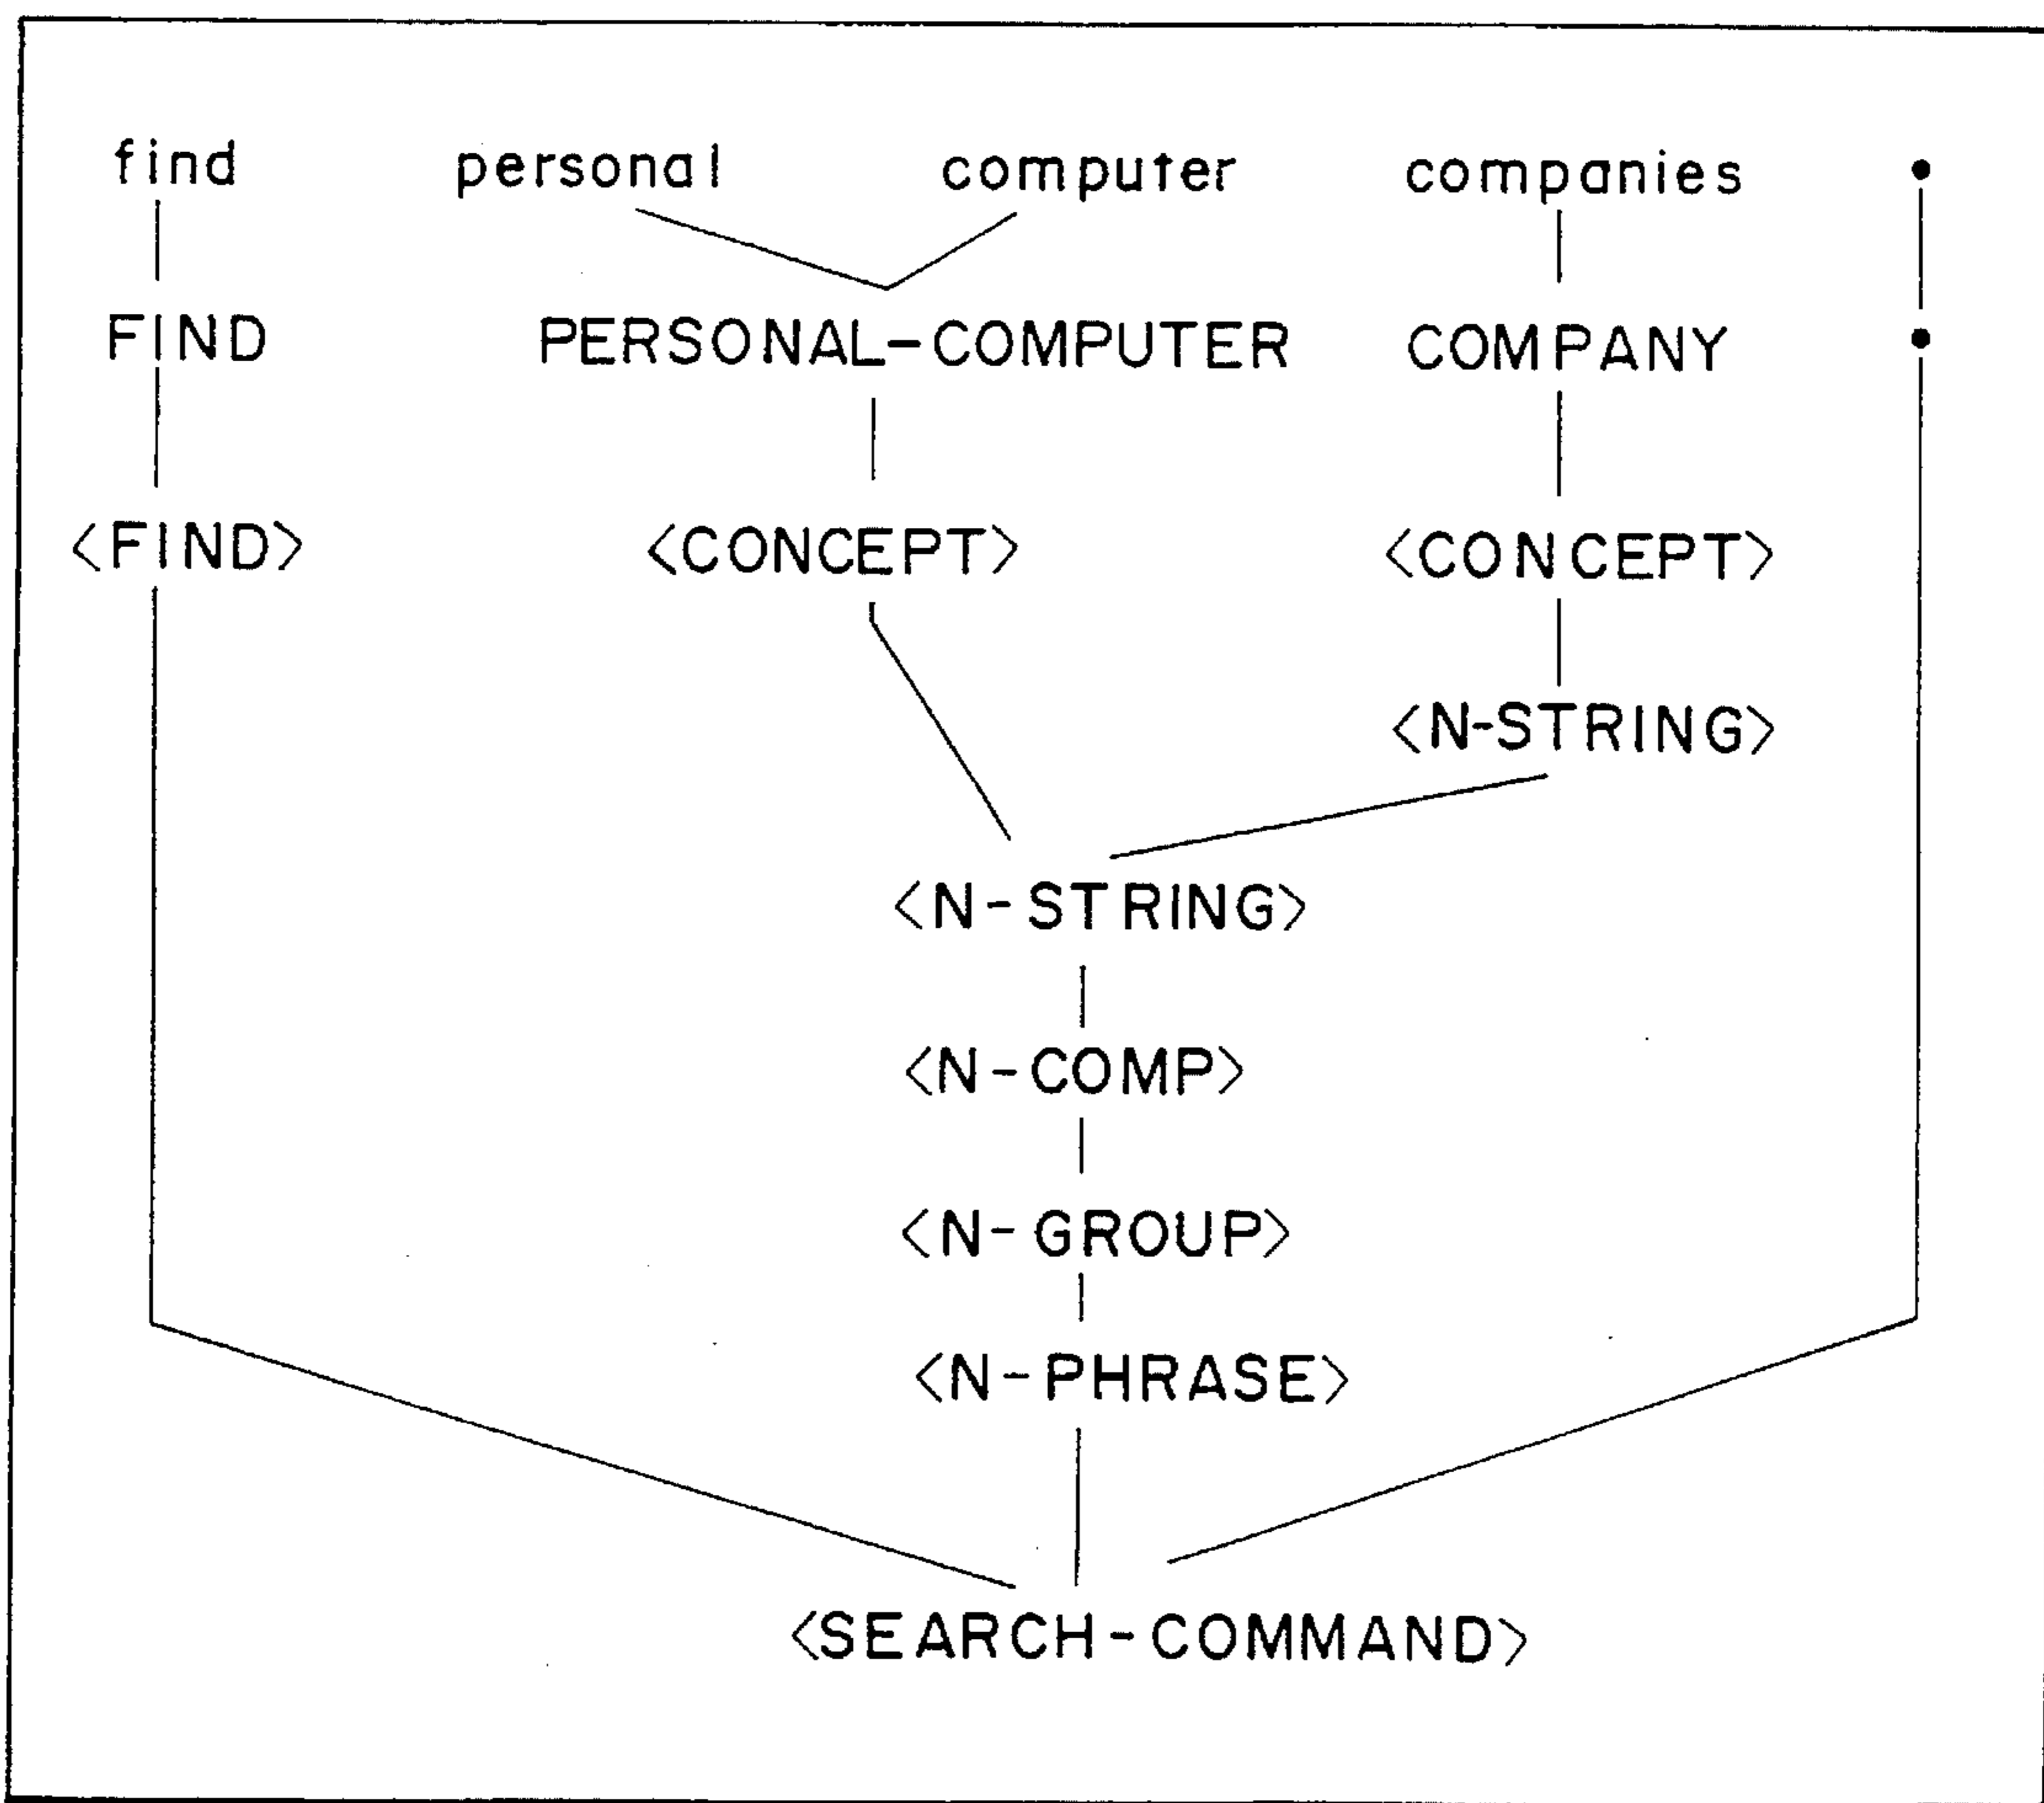 find personal computer companies .
FIND PERSONAL-COMPUTER COMPANY .
<FIND> <CONCEPT> <CONCEPT>
<N-STRING>
<N-STRING>
<N-COMP>
<N-GROUP>
<N-PHRASE>
<SEARCH-COMMAND>